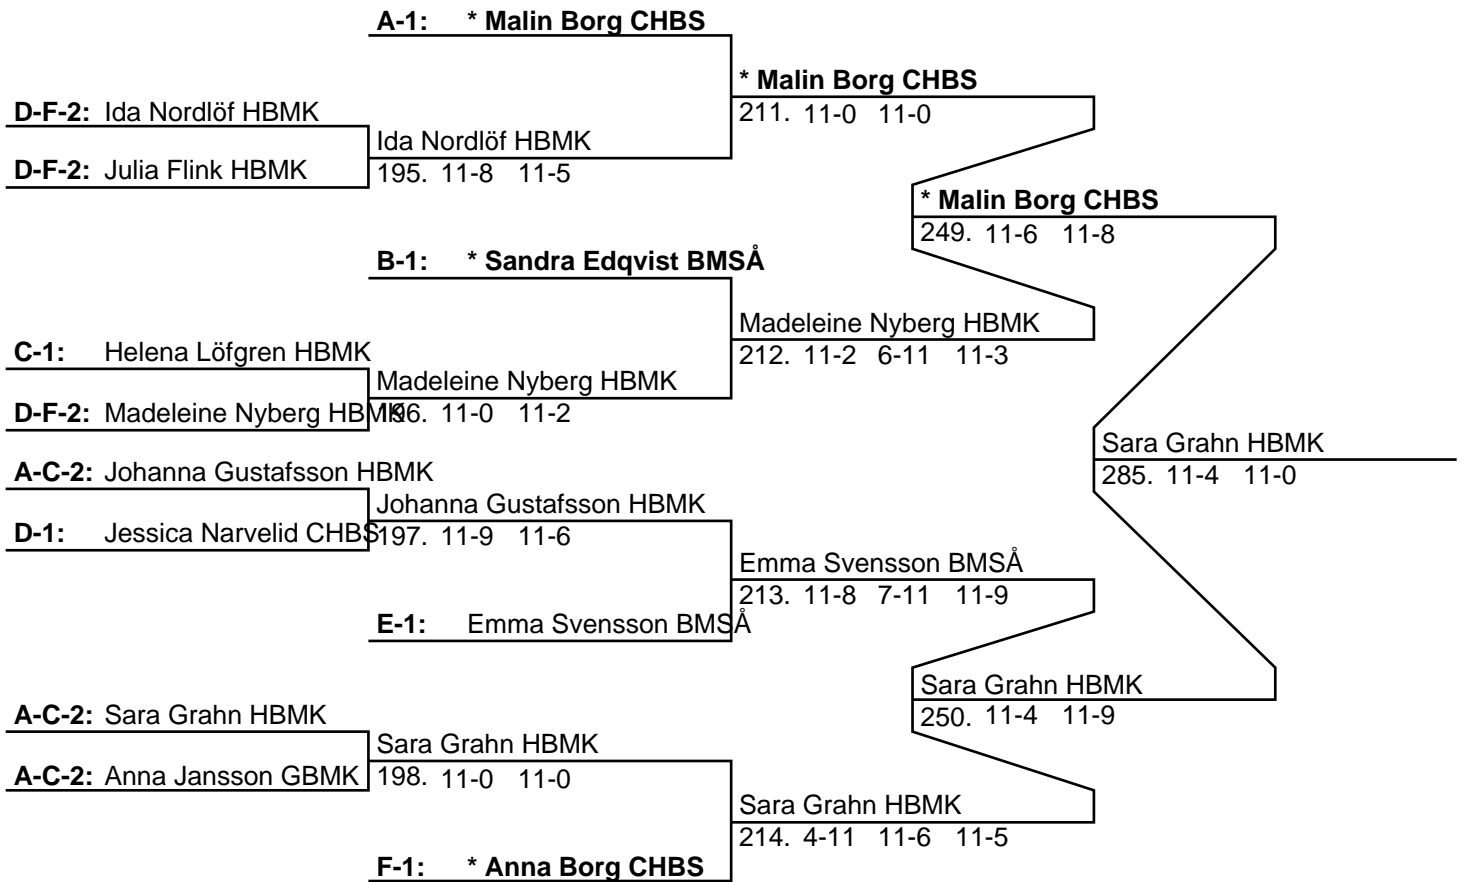 A-1: * Malin Borg CHBS
* Malin Borg CHBS
D-F-2: Ida Nordlöf HBMK
211. 11-0 11-0
Ida Nordlöf HBMK
D-F-2: Julia Flink HBMK
195. 11-8 11-5
* Malin Borg CHBS
249. 11-6 11-8
B-1: * Sandra Edqvist BMSÅ
Madeleine Nyberg HBMK
C-1: Helena Löfgren HBMK
212. 11-2 6-11 11-3
Madeleine Nyberg HBMK
D-F-2: Madeleine Nyberg HBMK
196. 11-0 11-2
Sara Grahn HBMK
A-C-2: Johanna Gustafsson HBMK
285. 11-4 11-0
Johanna Gustafsson HBMK
D-1: Jessica Narvelid CHBS
197. 11-9 11-6
Emma Svensson BMSÅ
213. 11-8 7-11 11-9
E-1: Emma Svensson BMSÅ
Sara Grahn HBMK
A-C-2: Sara Grahn HBMK
250. 11-4 11-9
Sara Grahn HBMK
A-C-2: Anna Jansson GBMK
198. 11-0 11-0
Sara Grahn HBMK
214. 4-11 11-6 11-5
F-1: * Anna Borg CHBS